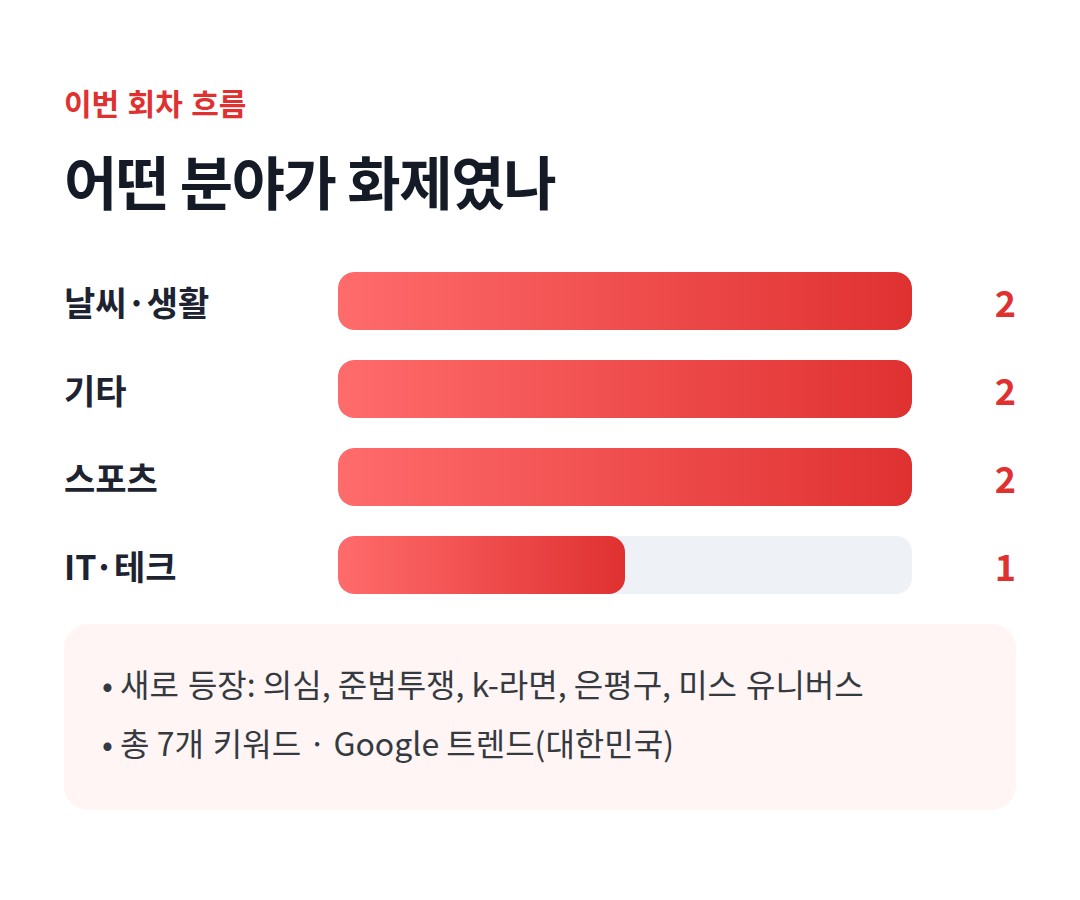 이번 회차 흐름
어떤 분야가 화제였나
날씨·생활 2
기타 2
스포츠 2
IT·테크 1
• 새로 등장: 의심, 준법투쟁, k-라면, 은평구, 미스 유니버스
• 총 7개 키워드 · Google 트렌드(대한민국)